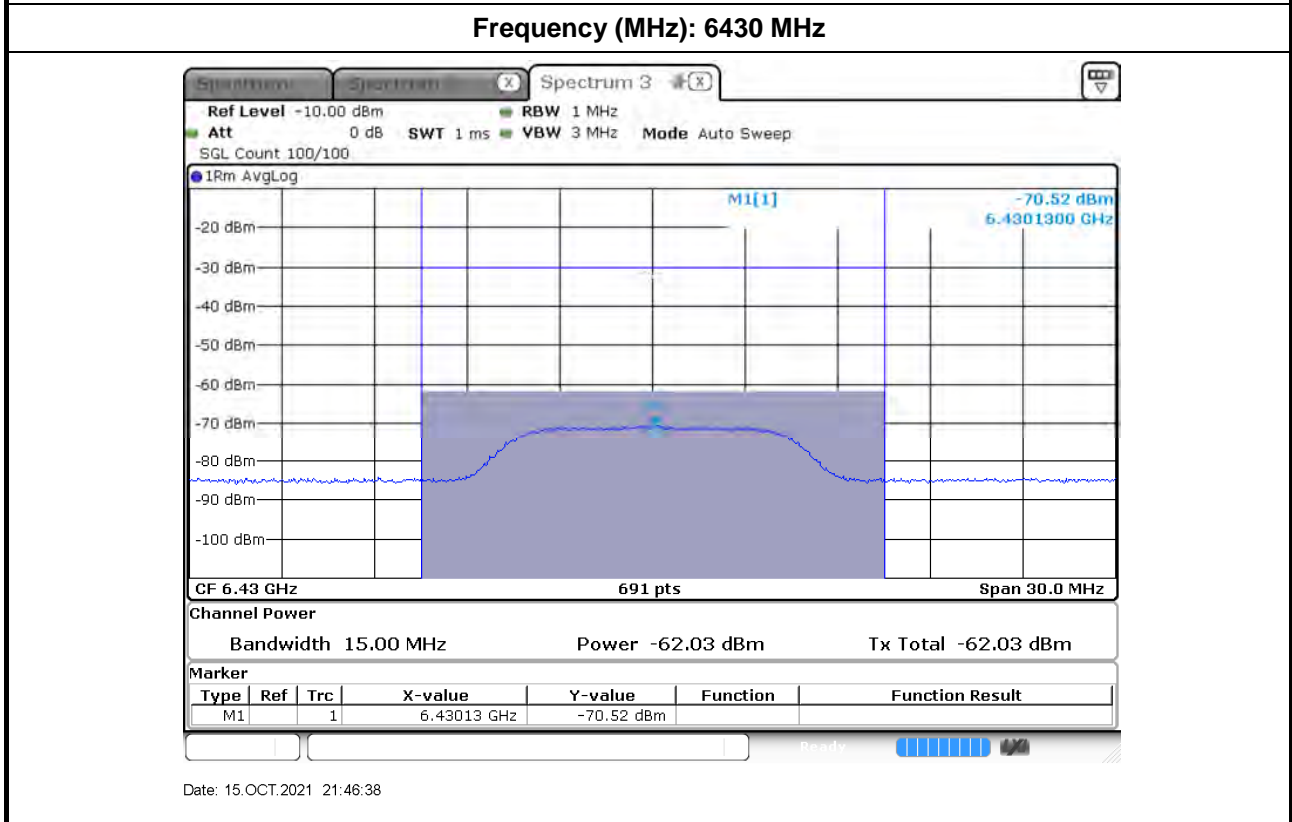 Frequency (MHz): 6430 MHz
Spectrum 3
Ref Level -10.00 dBm RBW 1 MHz
Att 0 dB SWT 1 ms VBW 3 MHz Mode Auto Sweep
SGL Count 100/100
1Rm AvgLog
M1[1] -70.52 dBm
6.4301300 GHz
-20 dBm
-30 dBm
-40 dBm
-50 dBm
-60 dBm
-70 dBm
-80 dBm
-90 dBm
-100 dBm
CF 6.43 GHz 691 pts Span 30.0 MHz
Channel Power
Bandwidth 15.00 MHz Power -62.03 dBm Tx Total -62.03 dBm
Marker
Type Ref Trc X-value Y-value Function Function Result
M1 1 6.43013 GHz -70.52 dBm
Ready
Date: 15.OCT.2021 21:46:38